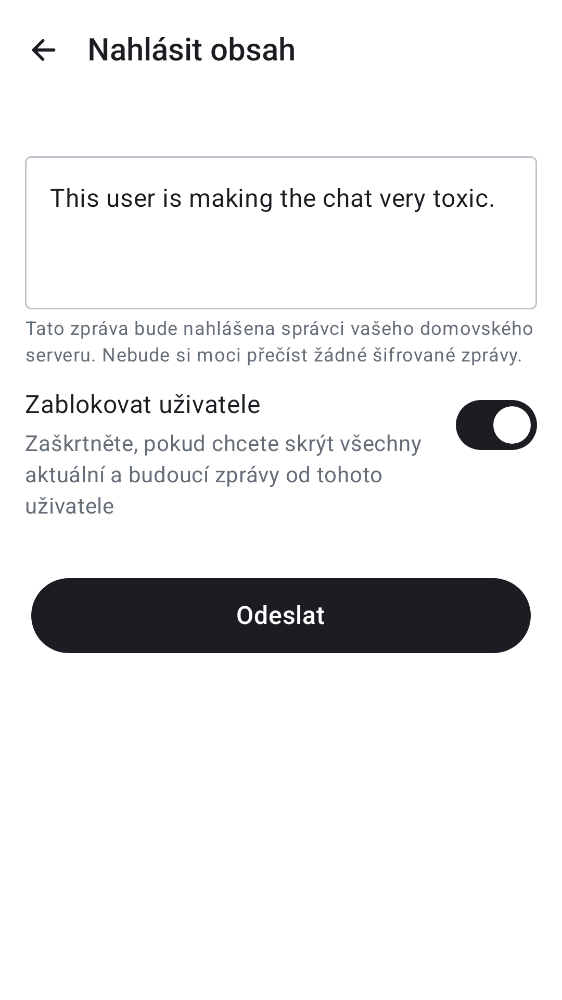 Nahlásit obsah
This user is making the chat very toxic.
Tato zpráva bude nahlášena správci vašeho domovského
serveru. Nebude si moci přečíst žádné šifrované zprávy.
Zablokovat uživatele
Zaškrtněte, pokud chcete skrýt všechny
aktuální a budoucí zprávy od tohoto
uživatele
Odeslat